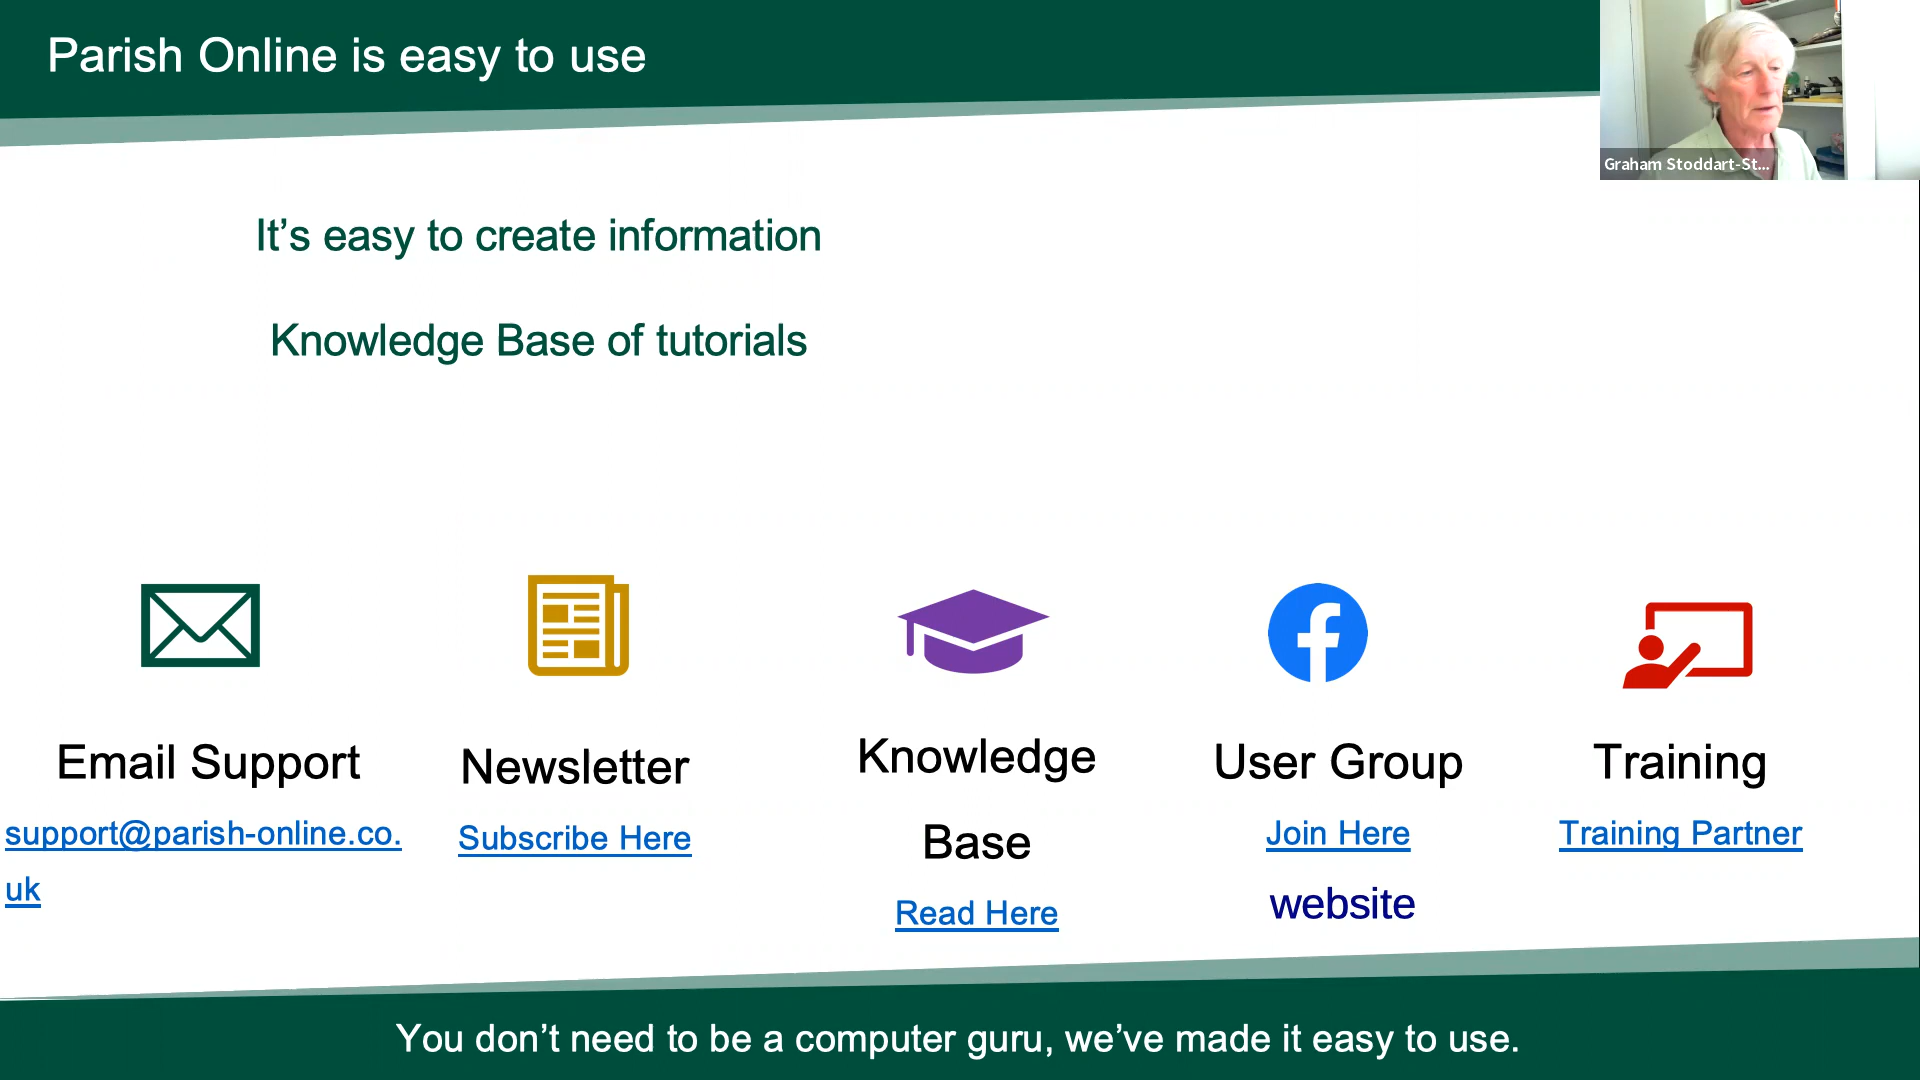 Parish Online is easy to use
Graham Stoddart-St...
It’s easy to create information
Knowledge Base of tutorials
Email Support
support@parish-online.co.
uk
Newsletter
Subscribe Here
Knowledge
Base
Read Here
User Group
Join Here
website
Training
Training Partner
You don’t need to be a computer guru, we’ve made it easy to use.